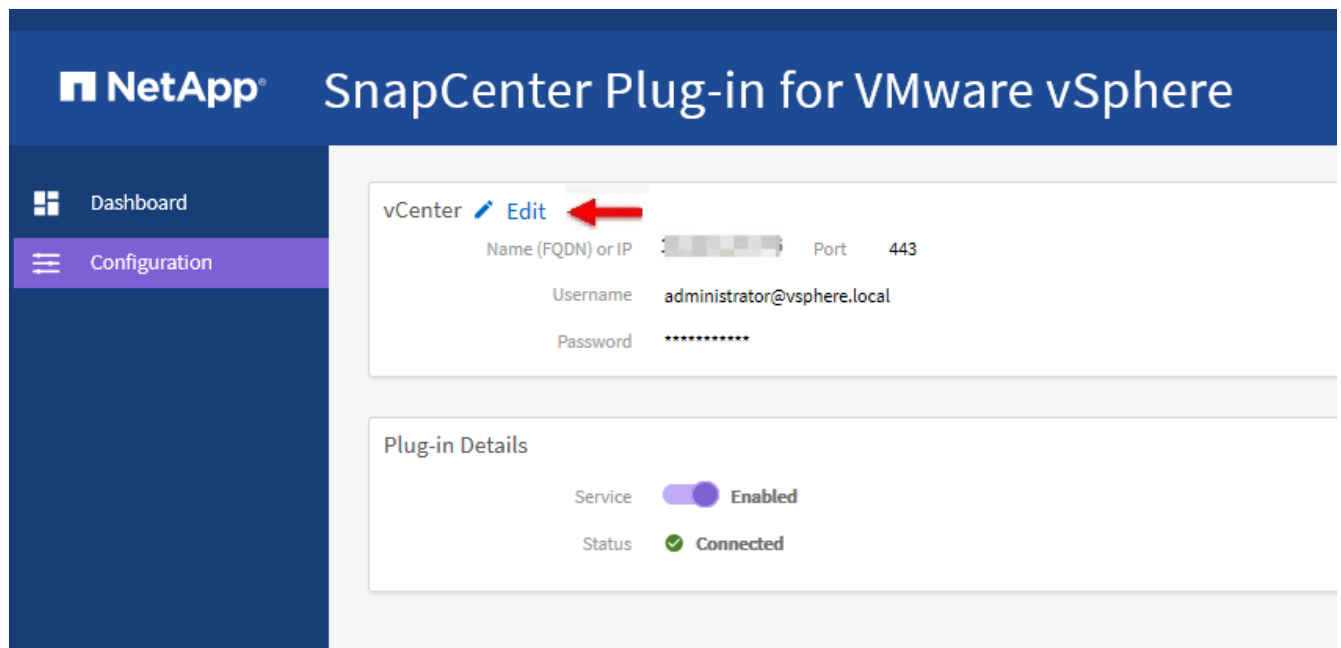 NetApp® SnapCenter Plug-in for VMware vSphere
Dashboard
Configuration
vCenter Edit
Name (FQDN) or IP Port 443
Username administrator@vsphere.local
Password ***********
Plug-in Details
Service Enabled
Status Connected